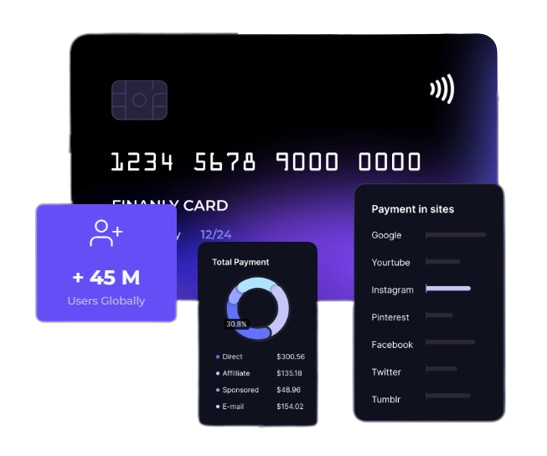 1234 5678 9000 0000
FINANLY CARD
y 12/24
+ 45 M
Users Globally
Total Payment
30.8%
Direct $300.56
Affilliate $135.18
Sponsored $48.96
E-mail $154.02
Payment in sites
Google
Yourtube
Instagram
Pinterest
Facebook
Twitter
Tumblr